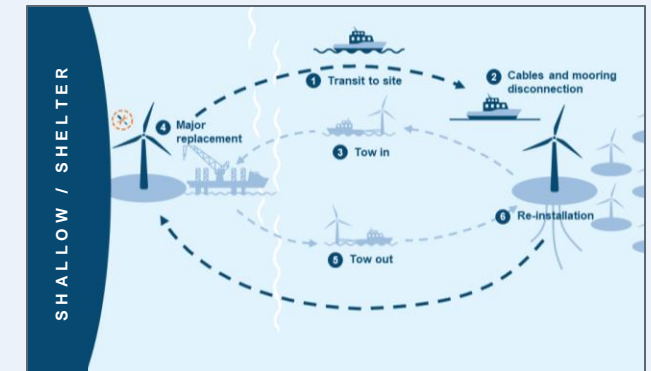 SHALLOW / SHELTER
1 Transit to site
2 Cables and mooring
disconnection
3 Tow in
4 Major
replacement
5 Tow out
6 Re-installation